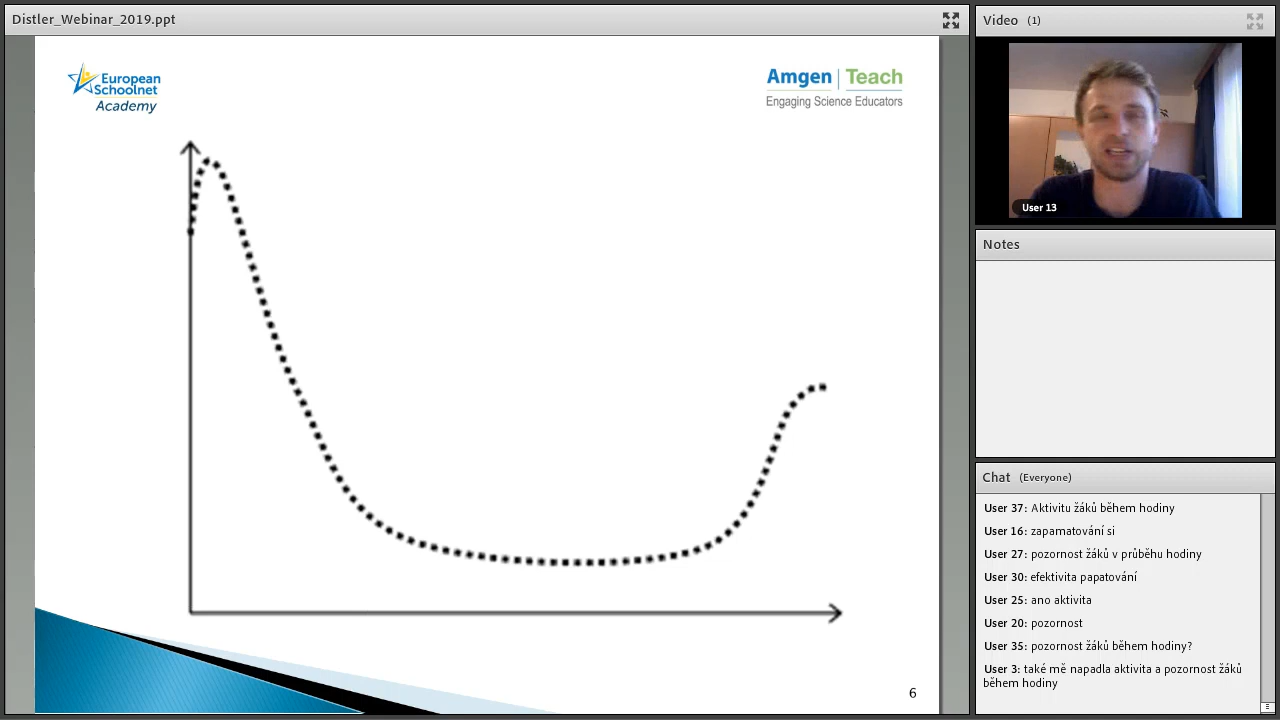 Distler_Webinar_2019.ppt
European
Schoolnet
Academy
Amgen | Teach
Engaging Science Educators
6
Video (1)
User 13
Notes
Chat (Everyone)
User 37: Aktivitu žáků během hodiny
User 16: zapamatování si
User 27: pozornost žáků v průběhu hodiny
User 30: efektivita papatování
User 25: ano aktivita
User 20: pozornost
User 35: pozornost žáků během hodiny?
User 3: také mě napadla aktivita a pozornost žáků
během hodiny